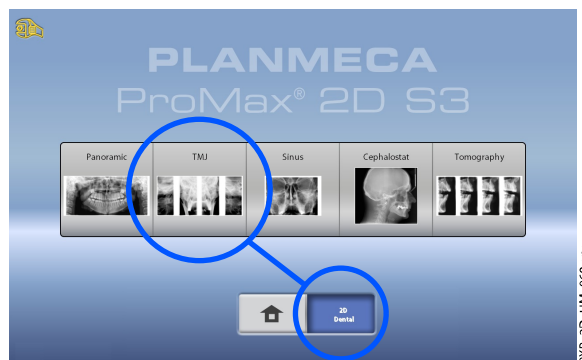 PLANMECA
ProMax® 2D S3
Panoramic
TMJ
Sinus
Cephalostat
Tomography
2D
Dental